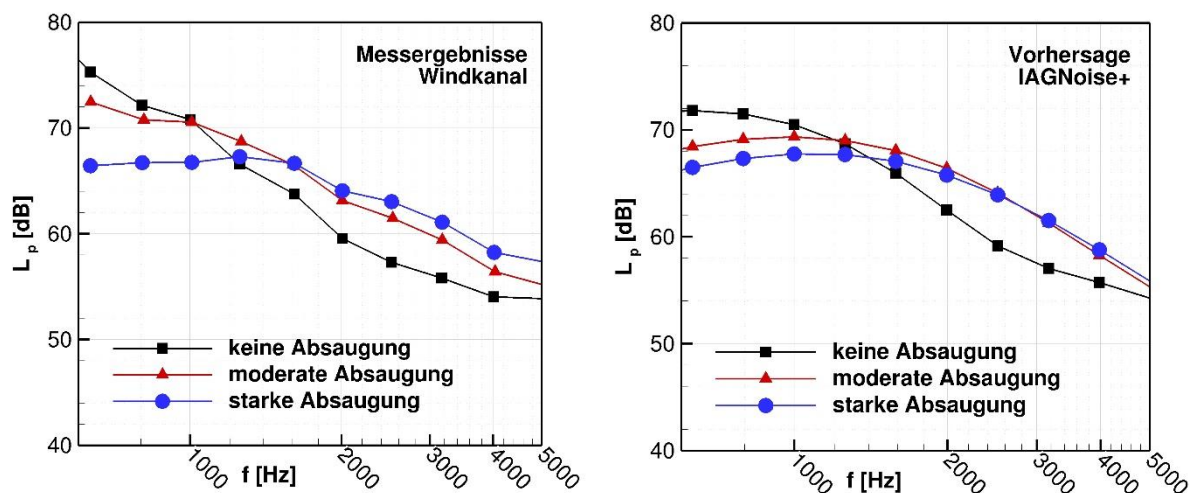 80
70
60
50
40
L p [dB]
Messergebnisse
Windkanal
keine Absaugung
moderate Absaugung
starke Absaugung
1000
2000
3000
4000
5000
f [Hz]
80
70
60
50
40
L p [dB]
Vorhersage
IAGNoise+
keine Absaugung
moderate Absaugung
starke Absaugung
1000
2000
3000
4000
5000
f [Hz]